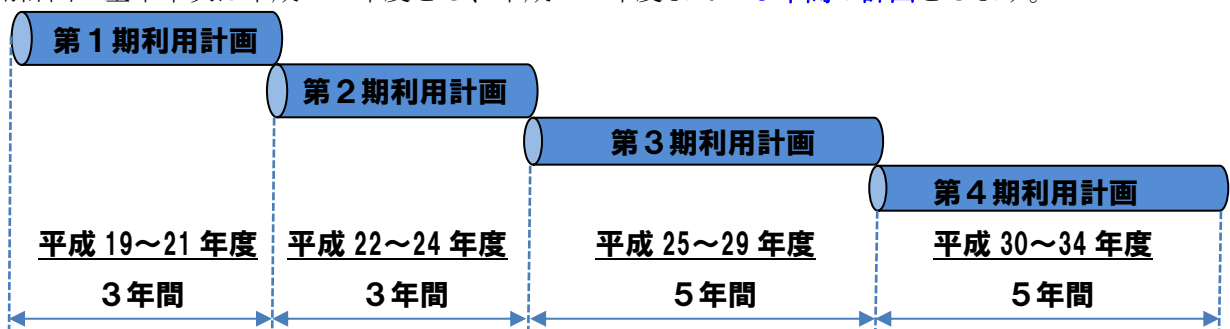 第１期利用計画
第２期利用計画
第３期利用計画
第４期利用計画
平成 19～21 年度 平成 22～24 年度 平成 25～29 年度 平成 30～34 年度
３年間 ３年間 ５年間 ５年間